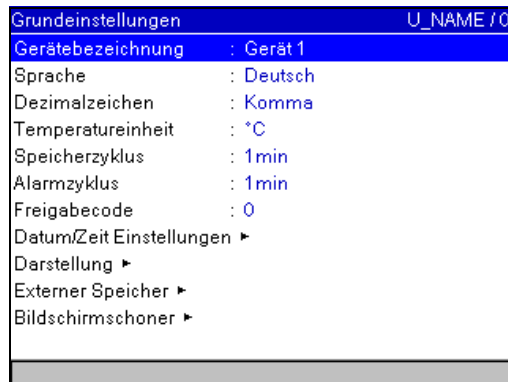 Grundeinstellungen U_NAME / 0
Gerätebezeichnung : Gerät 1
Sprache : Deutsch
Dezimalzeichen : Komma
Temperatureinheit : °C
Speicherzyklus : 1min
Alarmzyklus : 1min
Freigabecode : 0
Datum/Zeit Einstellungen ►
Darstellung ►
Externer Speicher ►
Bildschirmschoner ►